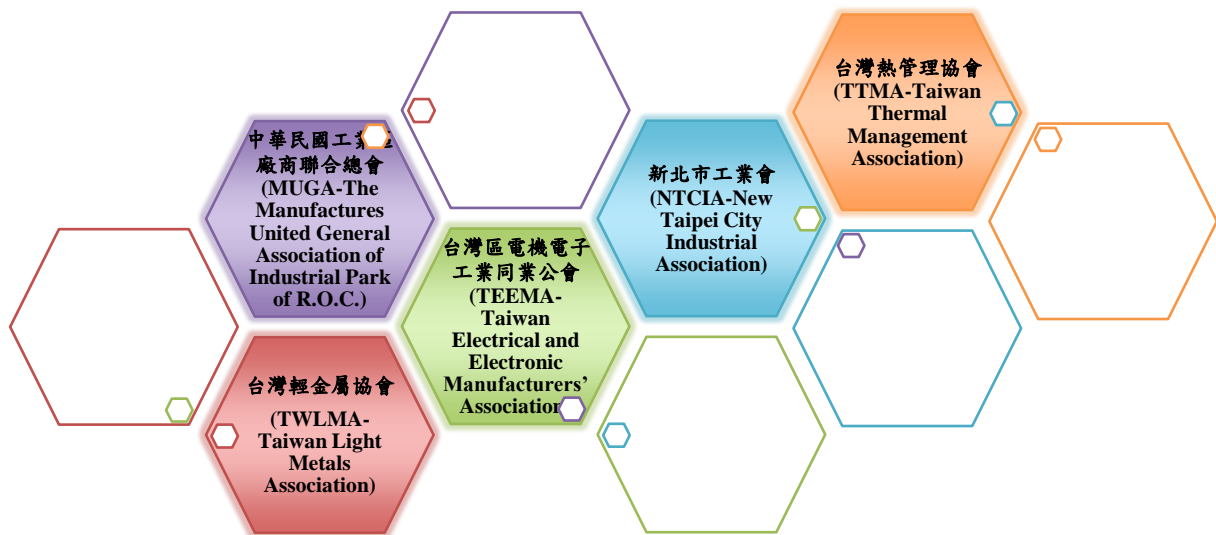 中華民國工業
廠商聯合總會
(MUGA-The
Manufactures
United General
Association of
Industrial Park
of R.O.C.)
台灣輕金屬協會
(TWLMA-
Taiwan Light
Metals
Association)
台灣區電機電子
工業同業公會
(TEEMA-
Taiwan
Electrical and
Electronic
Manufacturers’
Association
新北市工業會
(NTCIA-New
Taipei City
Industrial
Association)
台灣熱管理協會
(TTMA-Taiwan
Thermal
Management
Association)